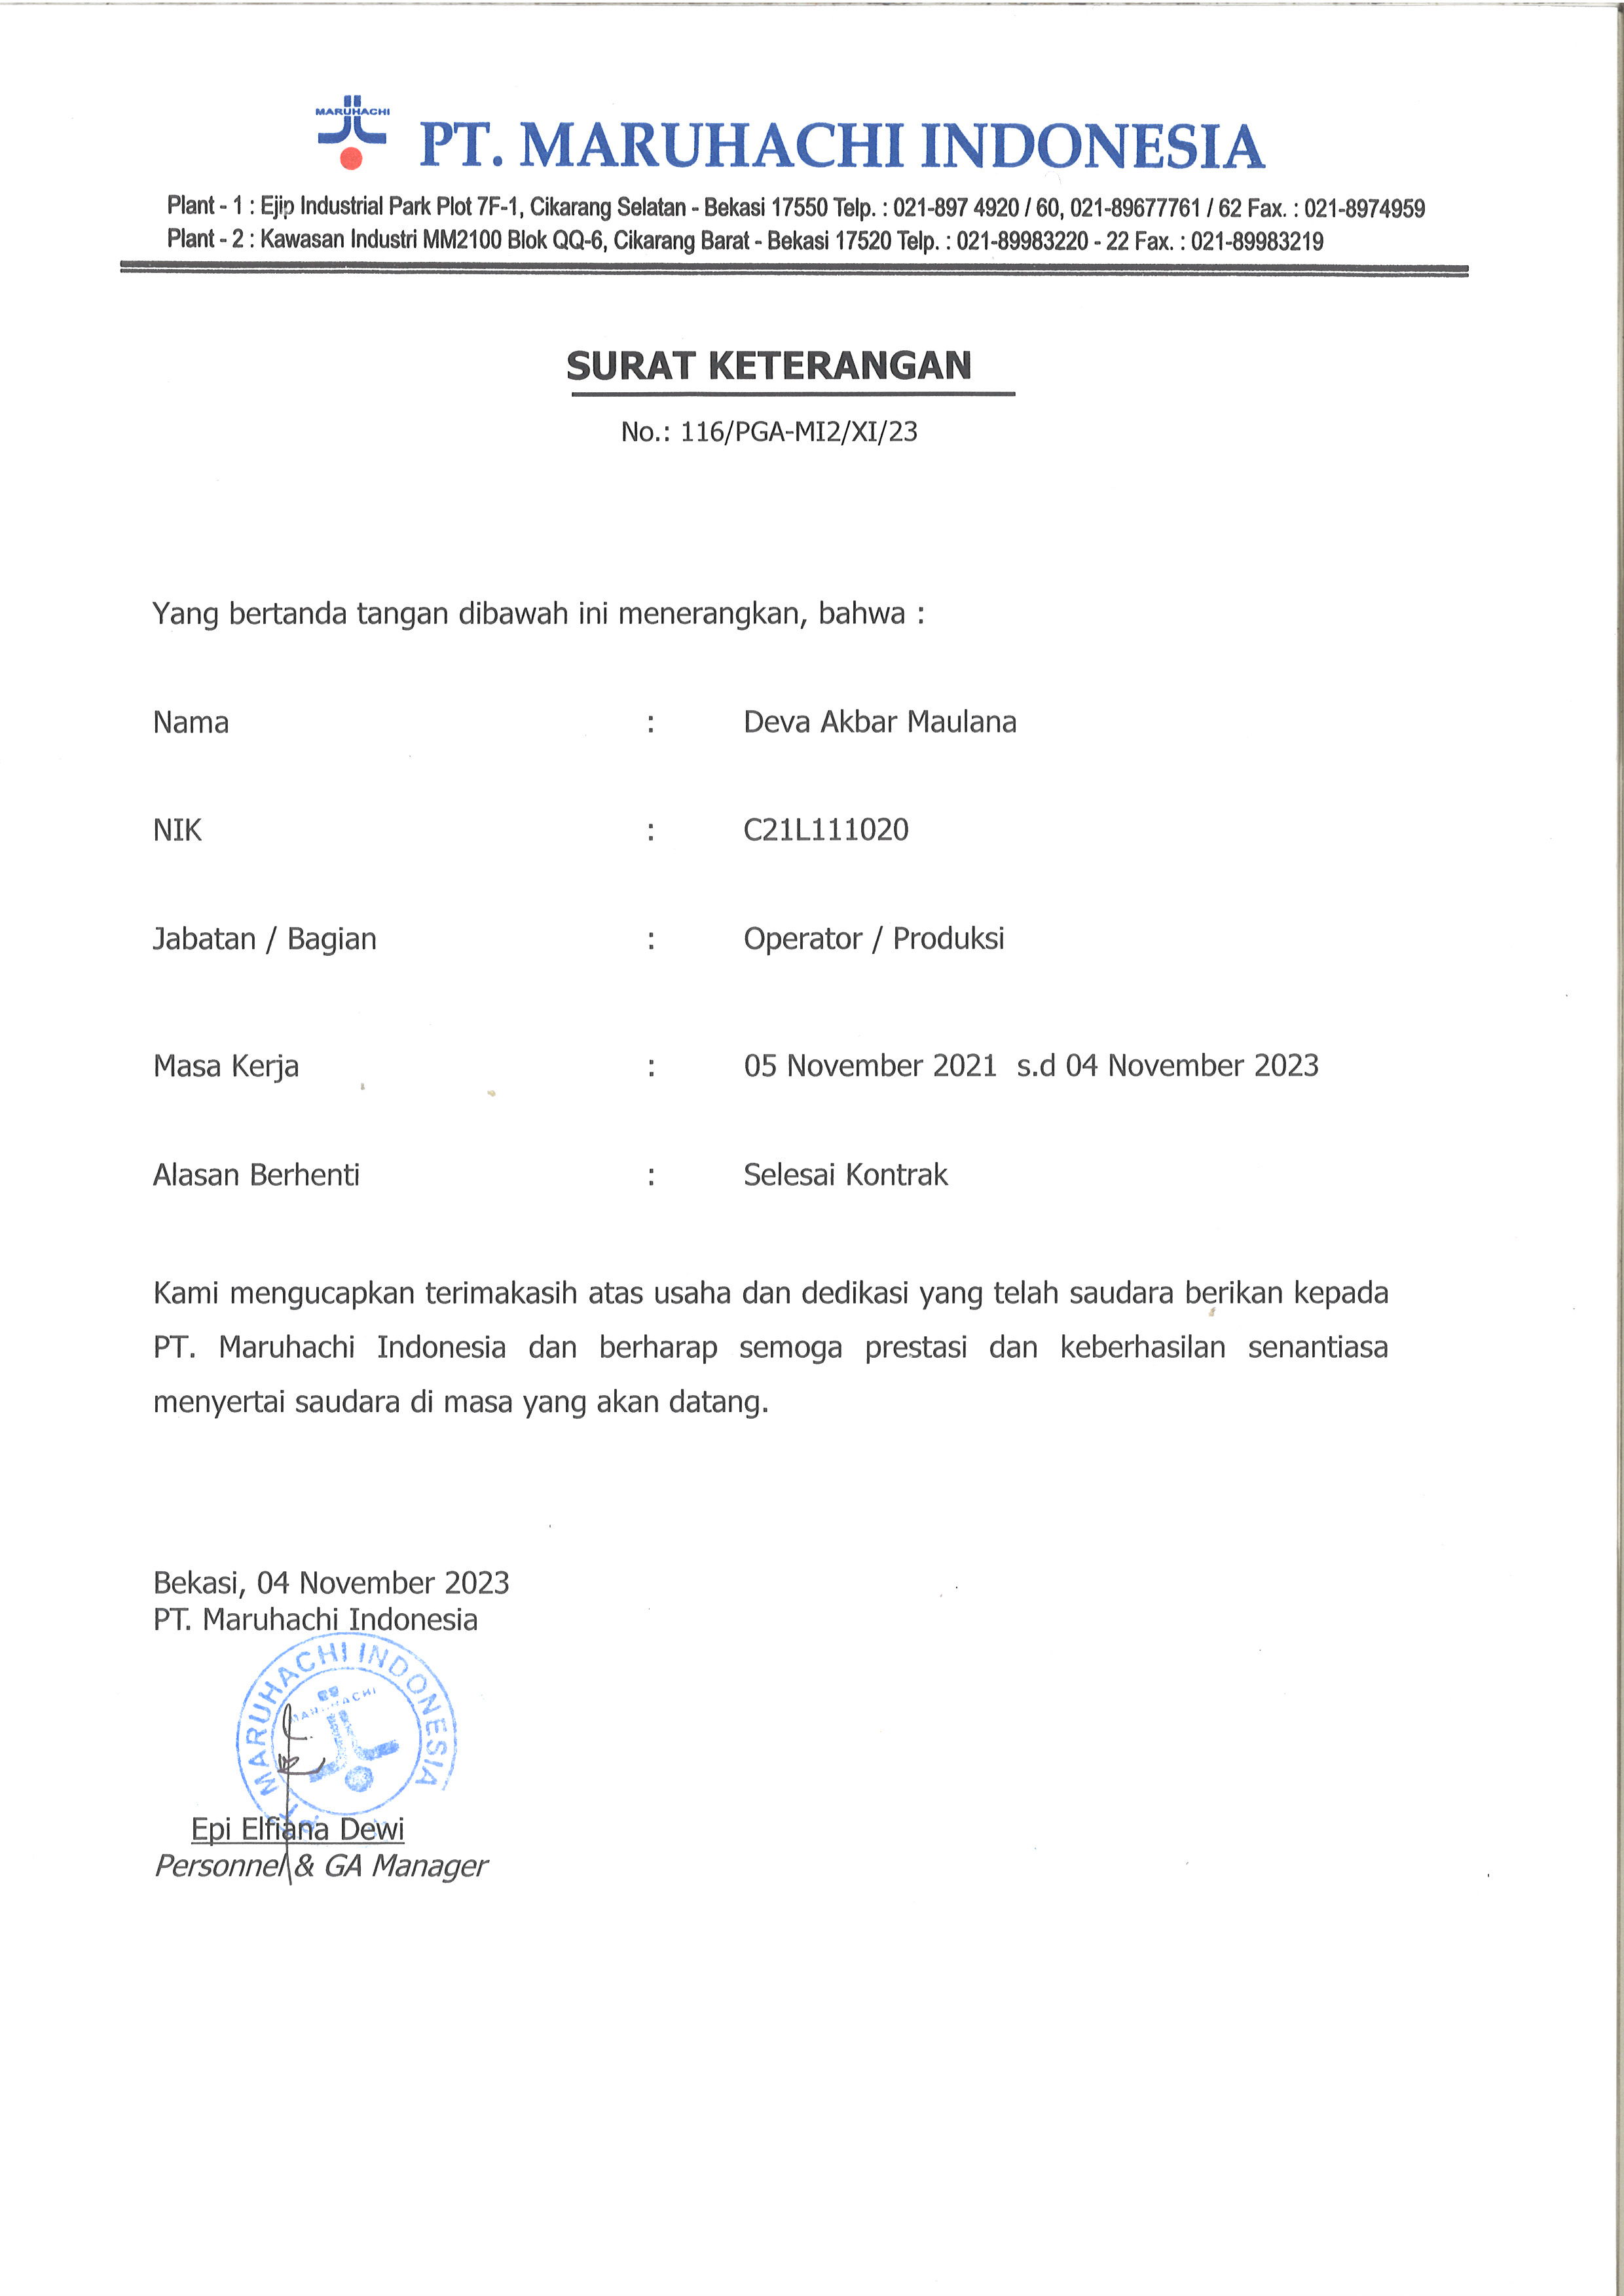 MARUHACHI
PT. MARUHACHI INDONESIA
Plant - 1 : Ejip Industrial Park Plot 7F-1, Cikarang Selatan - Bekasi 17550 Telp. : 021-897 4920 / 60, 021-89677761 / 62 Fax. : 021-8974959
Plant - 2 : Kawasan Industri MM2100 Blok QQ-6, Cikarang Barat - Bekasi 17520 Telp. : 021-89983220 - 22 Fax. : 021-89983219
SURAT KETERANGAN
No.: 116/PGA-MI2/XI/23
Yang bertanda tangan dibawah ini menerangkan, bahwa :
Nama : Deva Akbar Maulana
NIK : C21L111020
Jabatan / Bagian : Operator / Produksi
Masa Kerja : 05 November 2021 s.d 04 November 2023
Alasan Berhenti : Selesai Kontrak
Kami mengucapkan terimakasih atas usaha dan dedikasi yang telah saudara berikan kepada
PT. Maruhachi Indonesia dan berharap semoga prestasi dan keberhasilan senantiasa
menyertai saudara di masa yang akan datang.
Bekasi, 04 November 2023
PT. Maruhachi Indonesia
PT. MARUHACHI INDONESIA
MARUHACHI
Epi Elfiana Dewi
Personnel & GA Manager